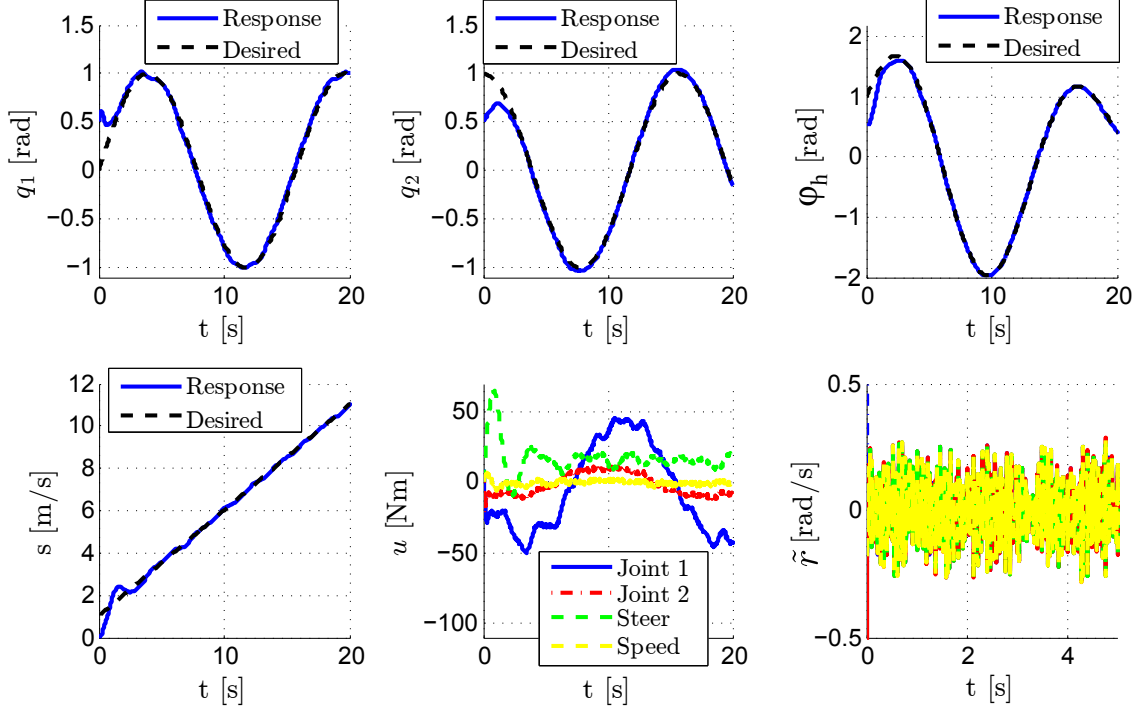 Response
Desired
q1 [rad]
1.5
1
0.5
0
−0.5
−1
0
10
20
t [s]
Response
Desired
q2 [rad]
1.5
1
0.5
0
−0.5
−1
0
10
20
t [s]
Response
Desired
φh [rad]
2
1
0
−1
−2
0
10
20
t [s]
Response
Desired
s [m/s]
12
10
8
6
4
2
0
0
10
20
t [s]
u [Nm]
50
0
−50
−100
Joint 1
Joint 2
Steer
Speed
0
10
20
t [s]
r̃ [rad/s]
0.5
0
−0.5
0
2
4
t [s]